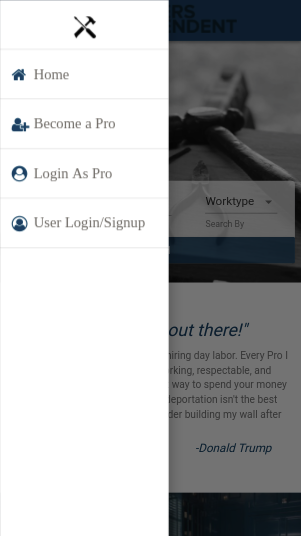 RS
ENDENT
Home
Become a Pro
Login As Pro
Worktype
User Login/Signup
Search By
out there!"
hiring day labor. Every Pro I
rking, respectable, and
way to spend your money
deportation isn't the best
der building my wall after
-Donald Trump